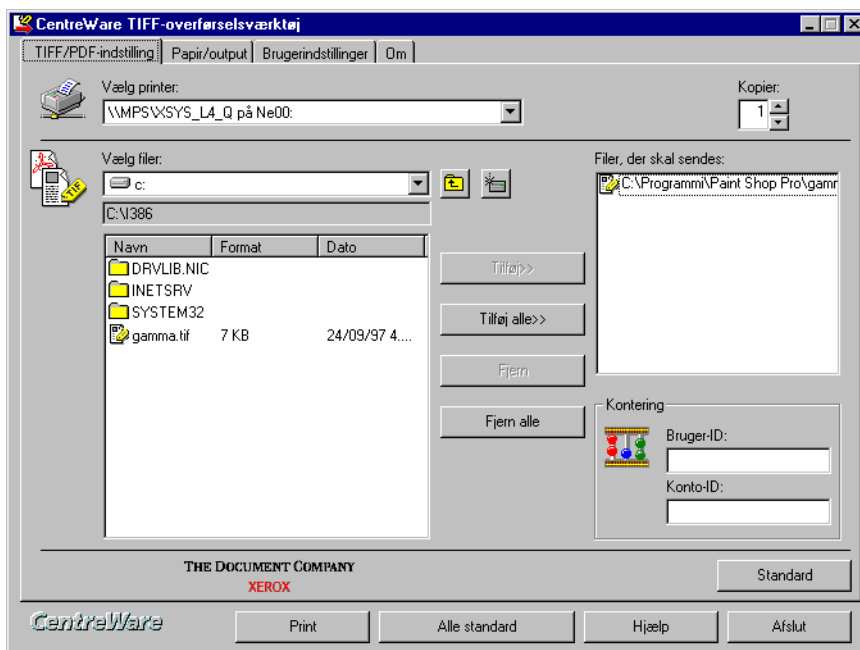 CentreWare TIFF-overførselsværktøj
TIFF/PDF-indstilling Papir/output Brugerindstillinger Om
Vælg printer:
\\MPS\XSYS_L4_Q på Ne00:
Kopier:
1
Vælg filer:
c:
C:\I386
Navn Format Dato
DRVLIB.NIC
INETSRV
SYSTEM32
gamma.tif 7 KB 24/09/97 4....
Tilføj>>
Tilføj alle>>
Fjern
Fjern alle
Filer, der skal sendes:
C:\Programmi\Paint Shop Pro\gamr
Kontering
Bruger-ID:
Konto-ID:
THE DOCUMENT COMPANY
XEROX
Standard
CentreWare
Print
Alle standard
Hjælp
Afslut
TIF